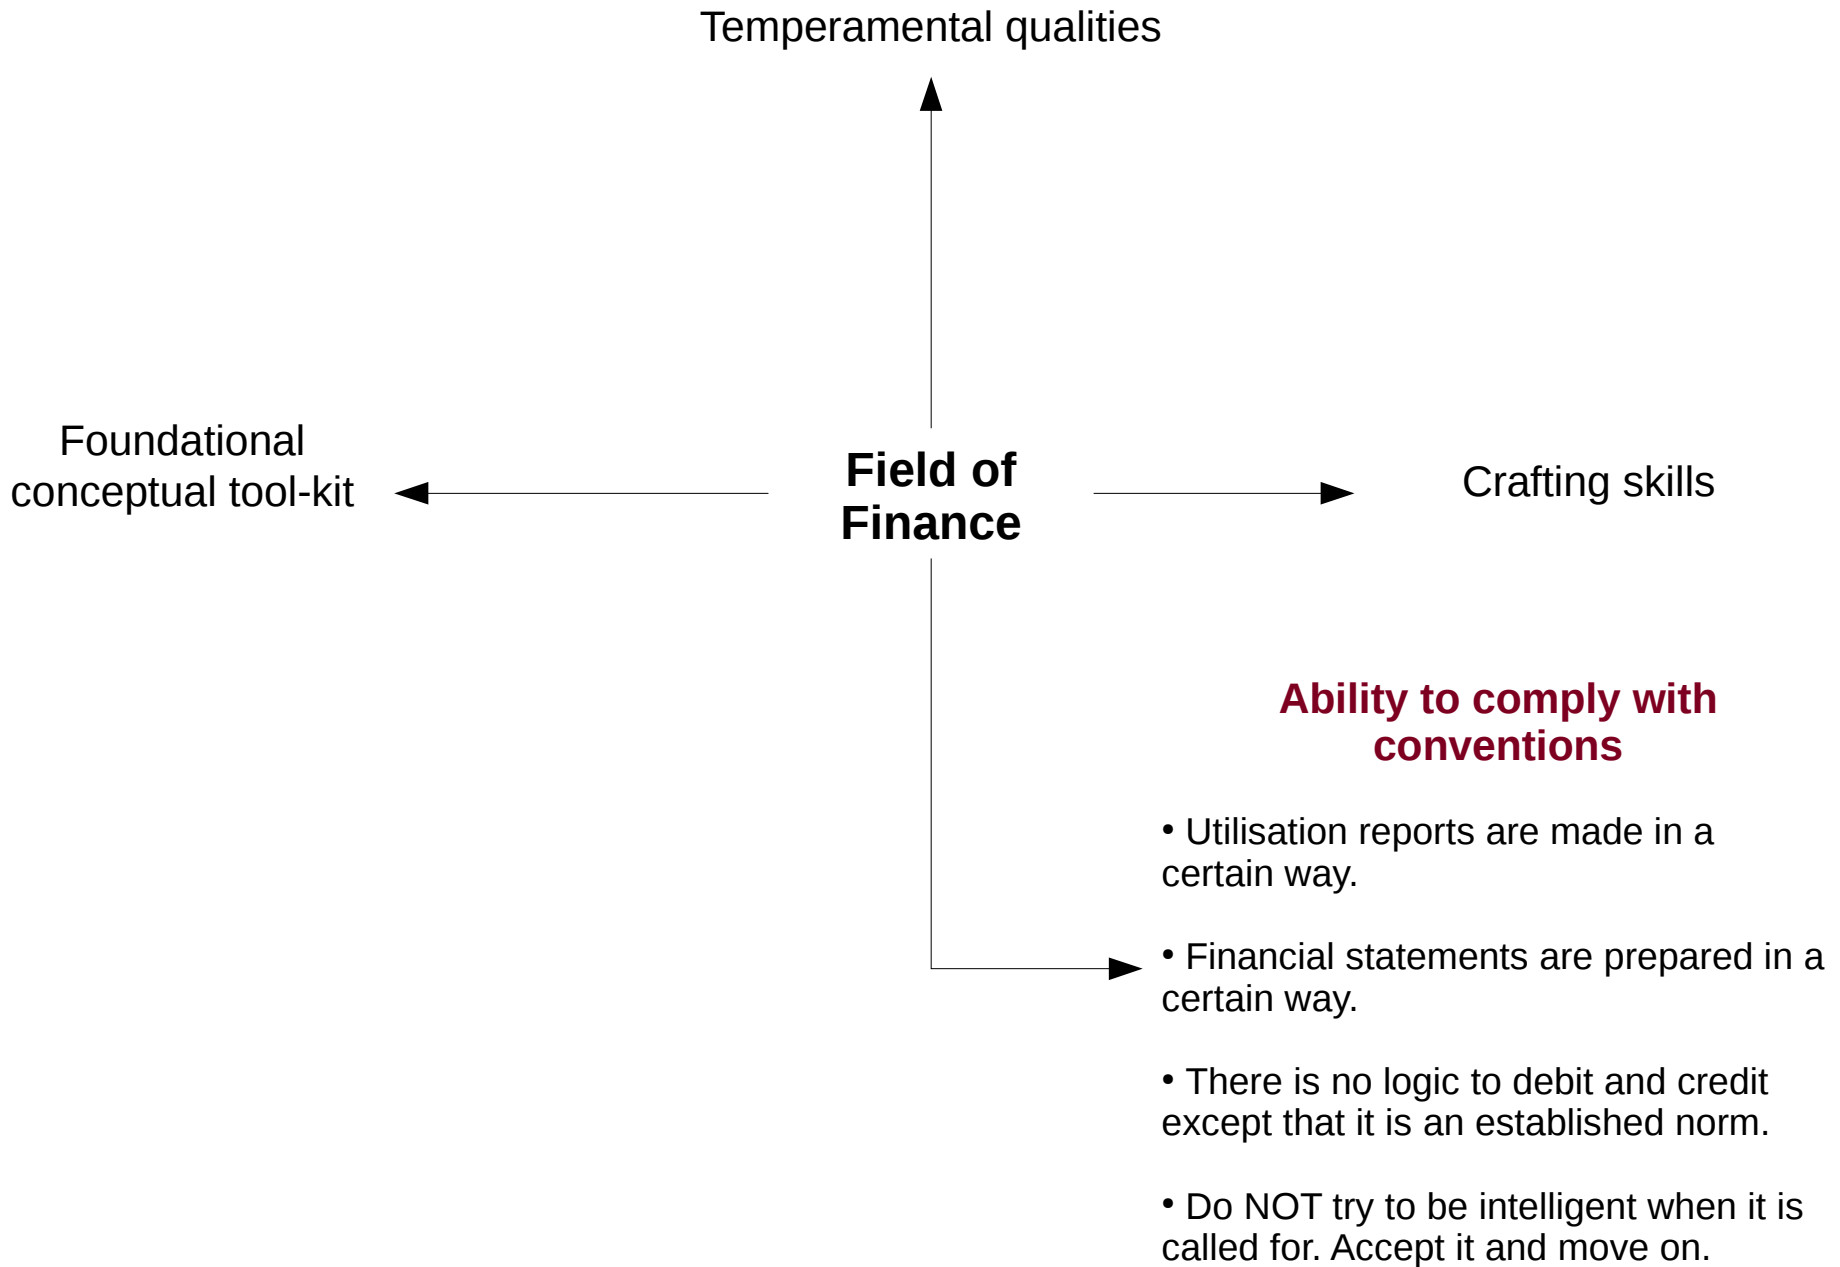 Temperamental qualities
Foundational
conceptual tool-kit
Field of
Finance
Crafting skills
Ability to comply with
conventions
• Utilisation reports are made in a
certain way.
• Financial statements are prepared in a
certain way.
• There is no logic to debit and credit
except that it is an established norm.
• Do NOT try to be intelligent when it is
called for. Accept it and move on.